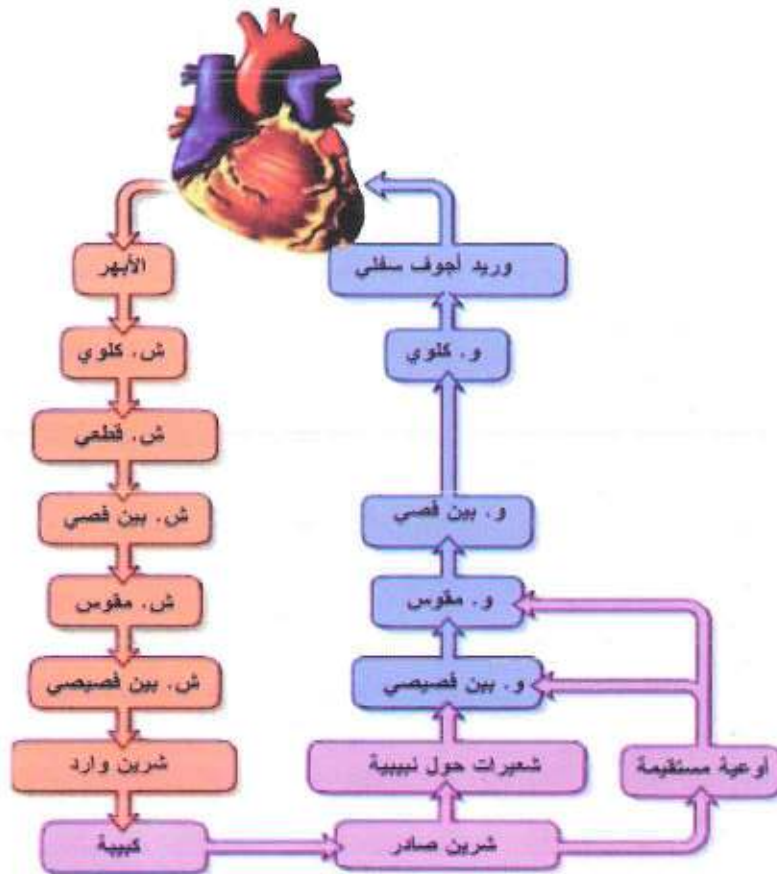 الأبهر
ش. كلوي
ش. قطعي
ش. بين فصي
ش. مقوس
ش. بين فصيصي
شرين وارد
كبيبة
شرين صادر
شعيرات حول نبيبية
أوعية مستقيمة
و. بين فصيصي
و. مقوس
و. بين فصي
و. كلوي
وريد أجوف سفلي